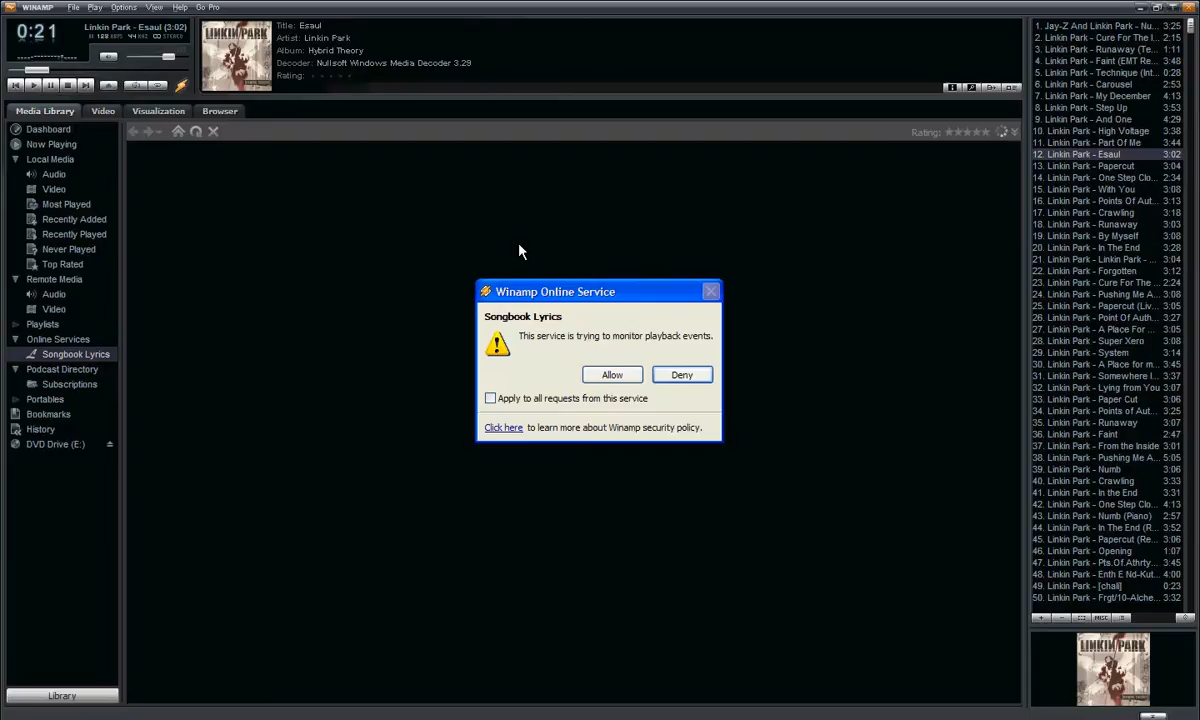 WINAMP File Play Options View Help Go Pro
0:21
Linkin Park - Esaul (3:02)
128 KBPS 44 KHZ STEREO
LINKIN PARK
Title: Esaul
Artist: Linkin Park
Album: Hybrid Theory
Decoder: Nullsoft Windows Media Decoder 3.29
Rating:
Media Library Video Visualization Browser
Rating:
Dashboard
Now Playing
Local Media
Audio
Video
Most Played
Recently Added
Recently Played
Never Played
Top Rated
Remote Media
Audio
Video
Playlists
Online Services
Songbook Lyrics
Podcast Directory
Subscriptions
Portables
Bookmarks
History
DVD Drive (E:)
Library
Winamp Online Service
Songbook Lyrics
This service is trying to monitor playback events.
Allow Deny
Apply to all requests from this service
Click here to learn more about Winamp security policy.
1. Jay-Z And Linkin Park - Nu... 3:25
2. Linkin Park - Cure For The I... 2:15
3. Linkin Park - Runaway (Te... 1:11
4. Linkin Park - Faint (EMT Re... 3:48
5. Linkin Park - Technique (Int... 0:28
6. Linkin Park - Carousel 2:53
7. Linkin Park - My December 4:13
8. Linkin Park - Step Up 3:53
9. Linkin Park - And One 4:29
10. Linkin Park - High Voltage 3:38
11. Linkin Park - Part Of Me 3:44
12. Linkin Park - Esaul 3:02
13. Linkin Park - Papercut 3:04
14. Linkin Park - One Step Clo... 2:34
15. Linkin Park - With You 3:18
16. Linkin Park - Points Of Aut... 3:18
17. Linkin Park - Crawling 3:18
18. Linkin Park - Runaway 3:03
19. Linkin Park - By Myself 3:08
20. Linkin Park - In The End 3:28
21. Linkin Park - Linkin Park - 3:04
22. Linkin Park - Forgotten 3:12
23. Linkin Park - Cure For The ... 2:34
24. Linkin Park - Pushing Me A... 3:08
25. Linkin Park - Papercut (Liv... 3:08
26. Linkin Park - Point Of Auth... 3:30
27. Linkin Park - A Place For ... 3:13
28. Linkin Park - Super Xero 3:08
29. Linkin Park - System 3:14
30. Linkin Park - A Place for m... 3:04
31. Linkin Park - Somewhere I... 3:37
32. Linkin Park - Lying from You 3:07
33. Linkin Park - Paper Cut 3:06
34. Linkin Park - Points of Aut... 3:25
35. Linkin Park - Runaway 3:07
36. Linkin Park - Faint 2:47
37. Linkin Park - From the Inside 3:01
38. Linkin Park - Pushing Me A... 5:05
39. Linkin Park - Numb 3:09
40. Linkin Park - Crawling 3:33
41. Linkin Park - In the End 3:31
42. Linkin Park - One Step Clo... 4:13
43. Linkin Park - Numb (Piano) 2:57
44. Linkin Park - In The End (R... 3:52
45. Linkin Park - Papercut (Re... 3:06
46. Linkin Park - Opening 1:07
47. Linkin Park - Pts.Of.Athrty... 3:45
48. Linkin Park - Enth E Nd-Kut... 4:00
49. Linkin Park - [chali] 0:23
50. Linkin Park - Frgt/10-Alche... 3:32
MISC
LINKIN PARK